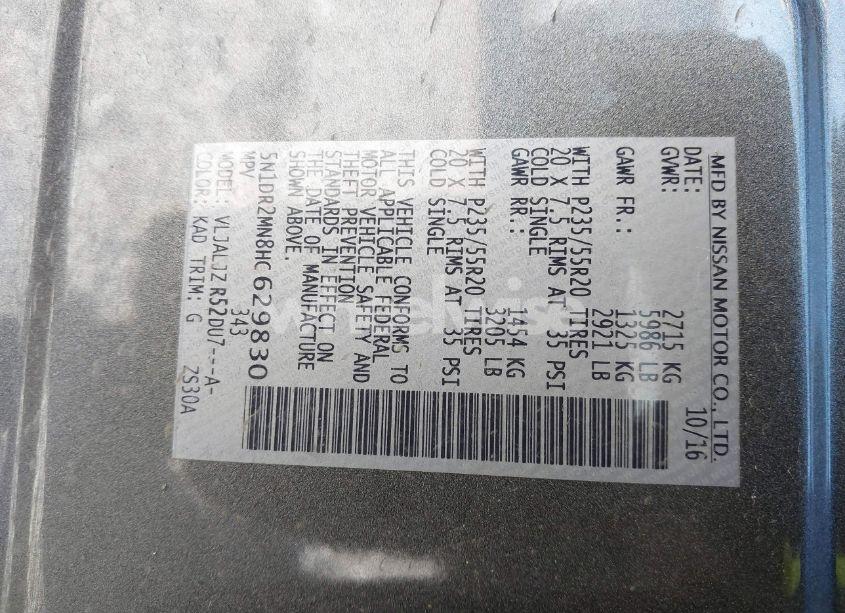 MFD BY NISSAN MOTOR CO., LTD.
DATE: 10/16
GVWR: 2715 KG
5986 LB
GAWR FR.: 1325 KG
2921 LB
WITH P235/55R20 TIRES
20 X 7.5 RIMS AT 35 PSI
COLD SINGLE
GAWR RR.: 1454 KG
3205 LB
WITH P235/55R20 TIRES
20 X 7.5 RIMS AT 35 PSI
COLD SINGLE
THIS VEHICLE CONFORMS TO
ALL APPLICABLE FEDERAL
MOTOR VEHICLE SAFETY AND
THEFT PREVENTION
STANDARDS IN EFFECT ON
THE DATE OF MANUFACTURE
SHOWN ABOVE.
5N1DR2MN8HC629830
MPV 343
MODEL: VLJALJZ R52DU7---A-
COLOR: KAD TRIM: G ZS30A